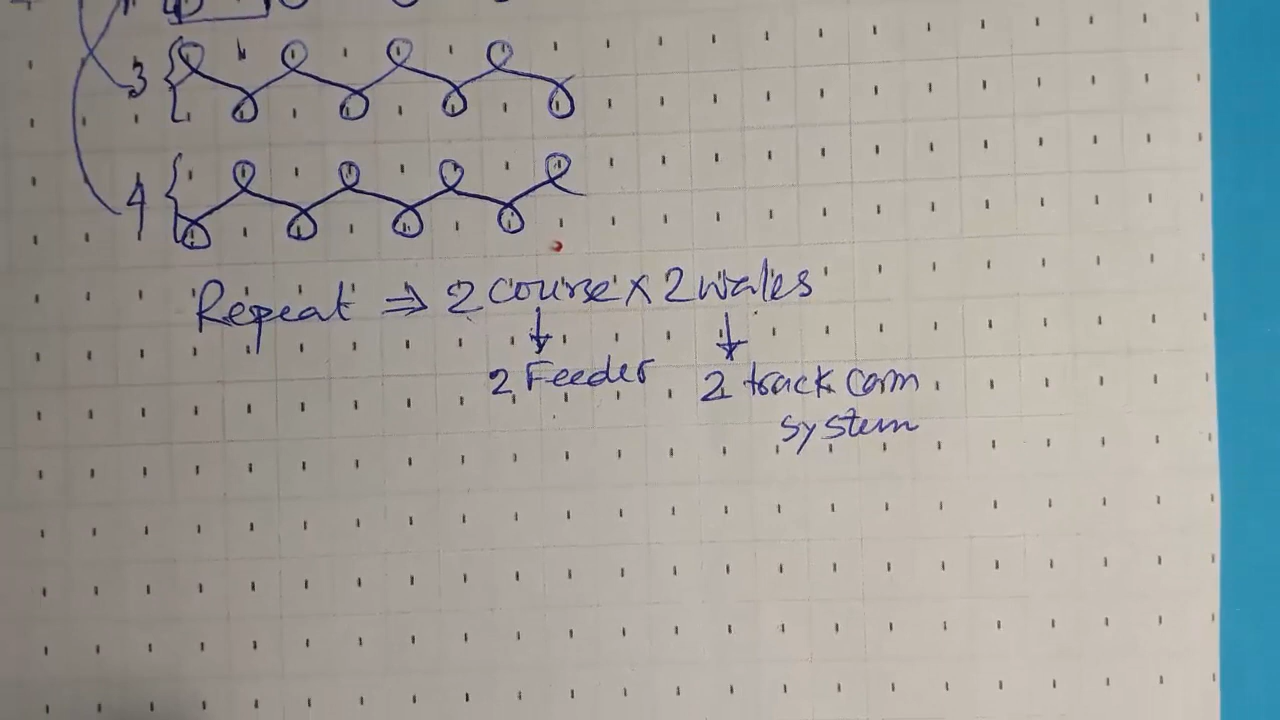 3
4
Repeat ⇒ 2 course x 2 wales
2 Feeder 2 track cam
system